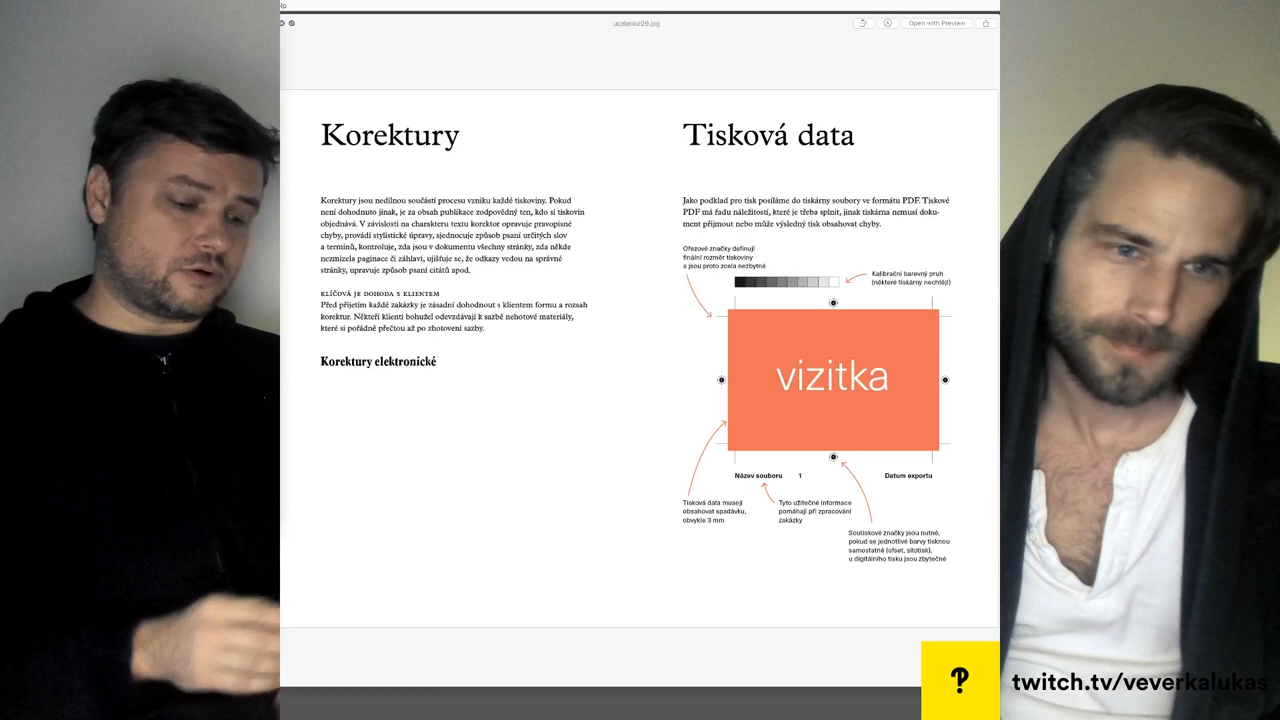 lp
ucebnice29.jpg
Open with Preview
Korektury
Korektury jsou nedílnou součástí procesu vzniku každé tiskoviny. Pokud
není dohodnuto jinak, je za obsah publikace zodpovědný ten, kdo si tiskovin
objednává. V závislosti na charakteru textu korektor opravuje pravopisné
chyby, provádí stylistické úpravy, sjednocuje způsob psaní určitých slov
a termínů, kontroluje, zda jsou v dokumentu všechny stránky, zda někde
nezmizela paginace či záhlaví, ujišťuje se, že odkazy vedou na správné
stránky, upravuje způsob psaní citátů apod.
KLÍČOVÁ JE DOHODA S KLIENTEM
Před přijetím každé zakázky je zásadní dohodnout s klientem formu a rozsah
korektur. Někteří klienti bohužel odevzdávají k sazbě nehotové materiály,
které si pořádně přečtou až po zhotovení sazby.
Korektury elektronické
Tisková data
Jako podklad pro tisk posíláme do tiskárny soubory ve formátu PDF. Tiskové
PDF má řadu náležitostí, které je třeba splnit, jinak tiskárna nemusí doku-
ment přijmout nebo může výsledný tisk obsahovat chyby.
Ořezové značky definují
finální rozměr tiskoviny
a jsou proto zcela nezbytné
Kalibrační barevný pruh
(některé tiskárny nechtějí)
vizitka
Název souboru 1 Datum exportu
Tisková data musejí
obsahovat spadávku,
obvykle 3 mm
Tyto užitečné informace
pomáhají při zpracování
zakázky
Soutiskové značky jsou nutné,
pokud se jednotlivé barvy tisknou
samostatně (ofset, sítotisk),
u digitálního tisku jsou zbytečné
?
twitch.tv/veverkalukas